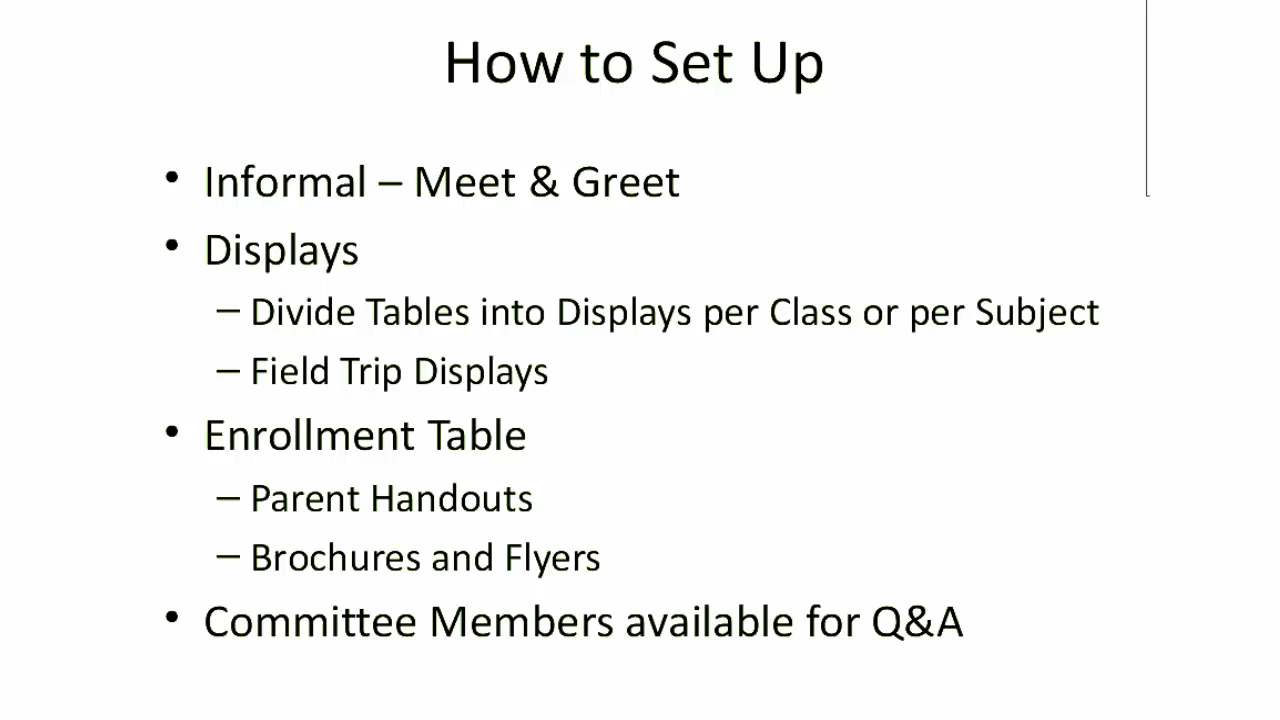 How to Set Up
• Informal – Meet & Greet
• Displays
– Divide Tables into Displays per Class or per Subject
– Field Trip Displays
• Enrollment Table
– Parent Handouts
– Brochures and Flyers
• Committee Members available for Q&A